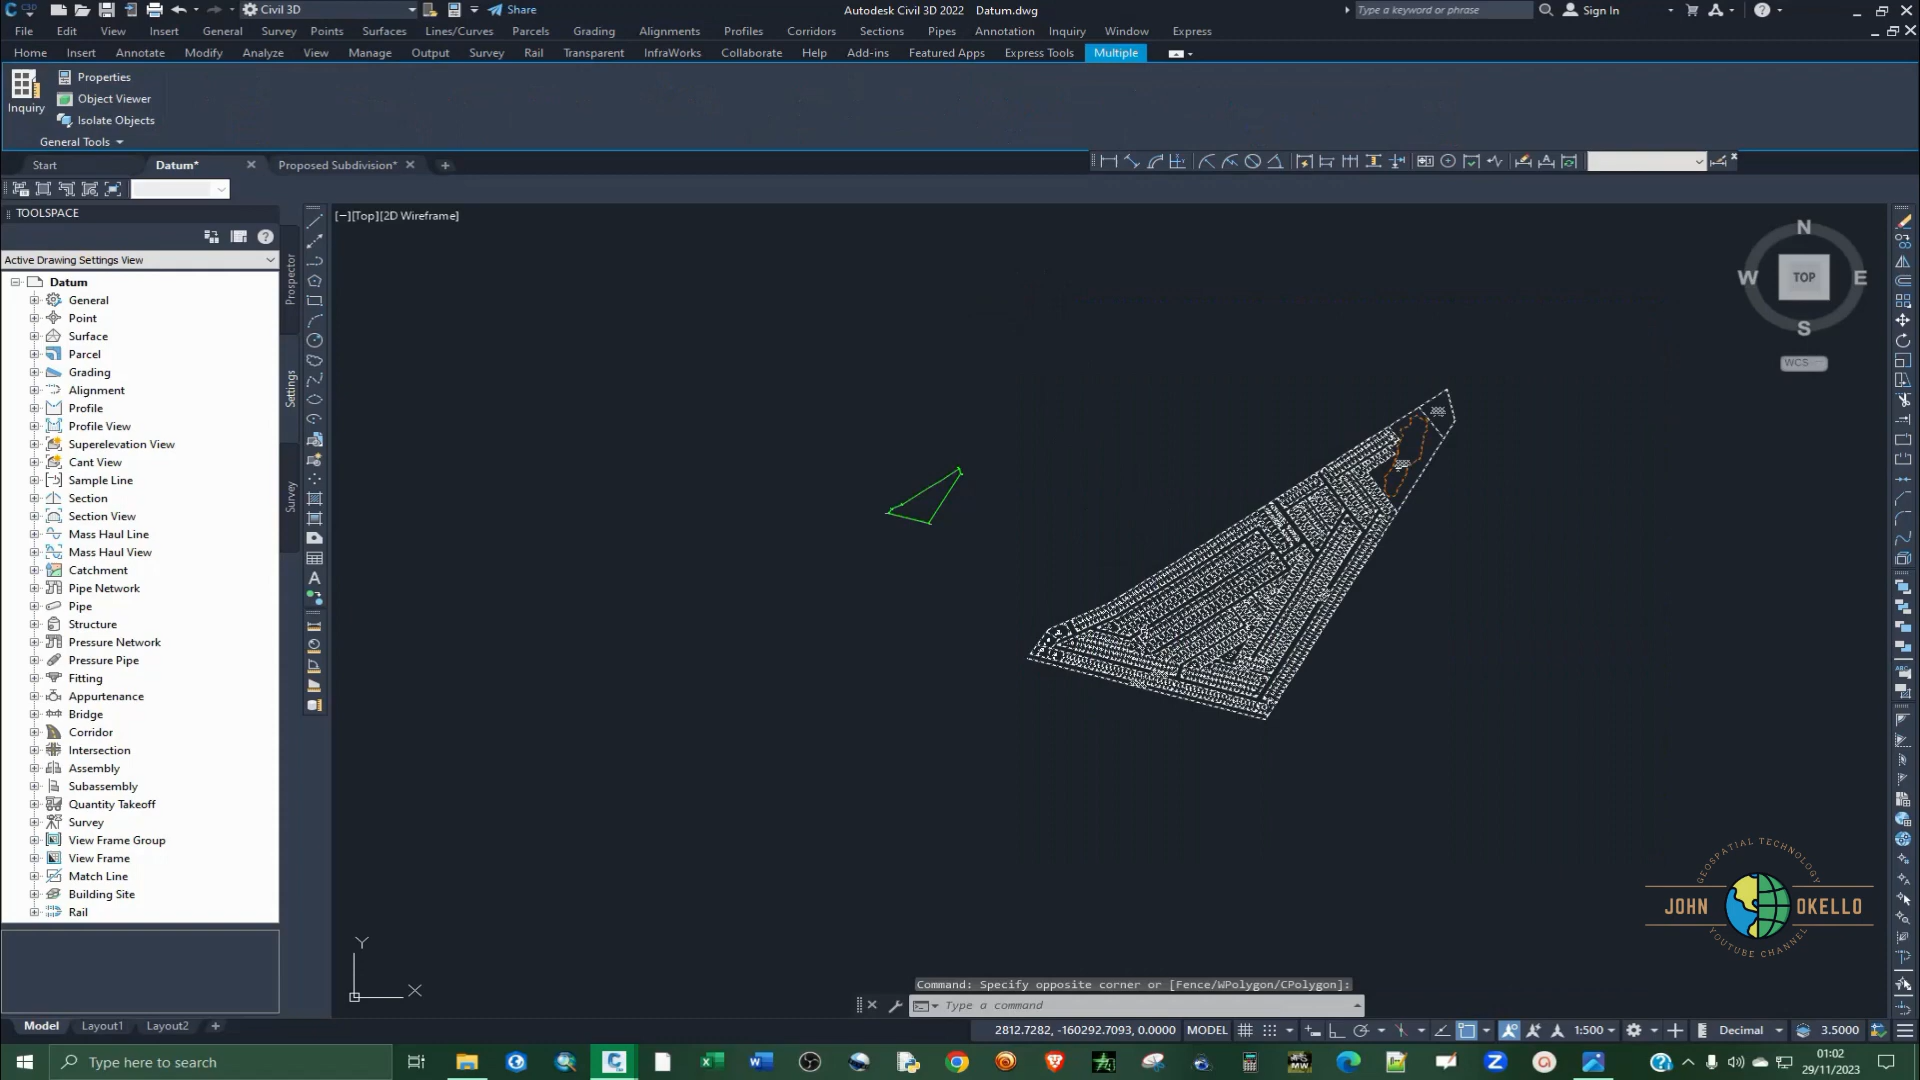 Civil 3D
Share
Autodesk Civil 3D 2022 Datum.dwg
Type a keyword or phrase
Sign In
File Edit View Insert General Survey Points Surfaces Lines/Curves Parcels Grading Alignments Profiles Corridors Sections Pipes Annotation Inquiry Window Express
Home Insert Annotate Modify Analyze View Manage Output Survey Rail Transparent InfraWorks Collaborate Help Add-ins Featured Apps Express Tools Multiple
Inquiry
Properties
Object Viewer
Isolate Objects
General Tools
Start Datum* Proposed Subdivision*
TOOLSPACE
Active Drawing Settings View
Datum
General
Point
Surface
Parcel
Grading
Alignment
Profile
Profile View
Superelevation View
Cant View
Sample Line
Section
Section View
Mass Haul Line
Mass Haul View
Catchment
Pipe Network
Pipe
Structure
Pressure Network
Pressure Pipe
Fitting
Appurtenance
Bridge
Corridor
Intersection
Assembly
Subassembly
Quantity Takeoff
Survey
View Frame Group
View Frame
Match Line
Building Site
Rail
Prospector
Settings
Survey
[−][Top][2D Wireframe]
N
W TOP E
S
WCS
Y
X
GEOSPATIAL TECHNOLOGY
JOHN OKELLO
YOUTUBE CHANNEL
Command: Specify opposite corner or [Fence/WPolygon/CPolygon]:
Type a command
Model Layout1 Layout2
2812.7282, -160292.7093, 0.0000 MODEL 1:500 Decimal 3.5000
Type here to search
01:02
29/11/2023